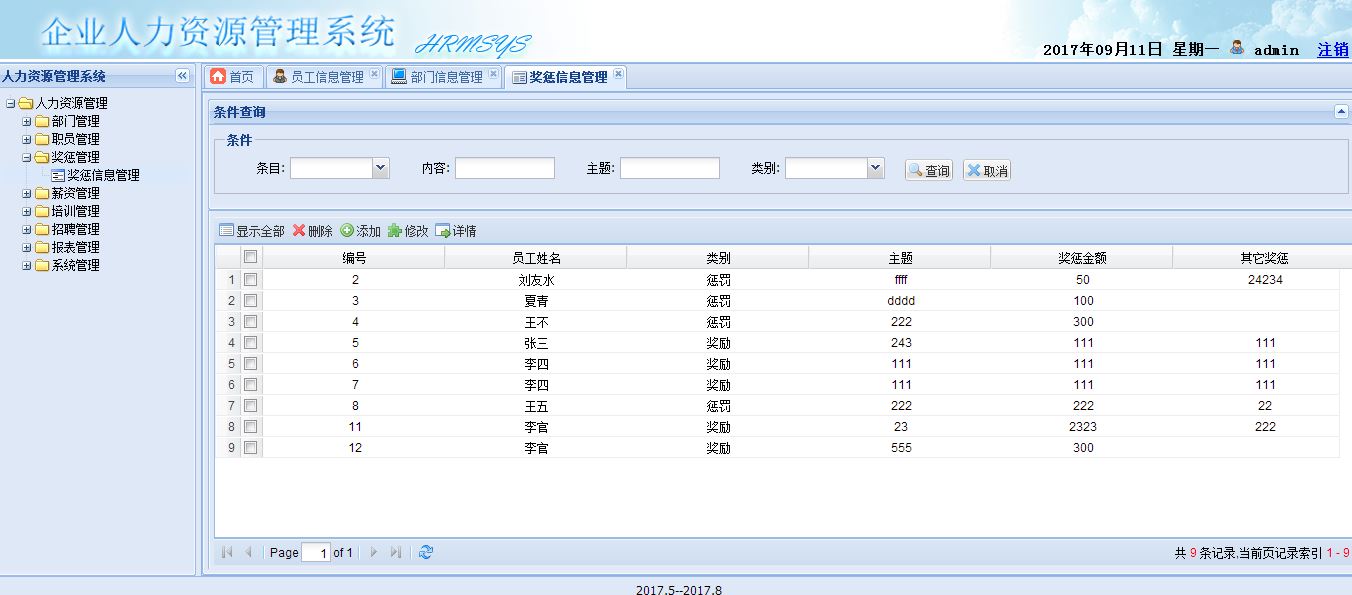 企业人力资源管理系统 HRMSYS
2017年09月11日 星期一 admin 注销
人力资源管理系统
人力资源管理
部门管理
职员管理
奖惩管理
奖惩信息管理
薪资管理
培训管理
招聘管理
报表管理
系统管理
首页 员工信息管理 部门信息管理 奖惩信息管理
条件查询
条件
条目: 内容: 主题: 类别: 查询 取消
显示全部 删除 添加 修改 详情
编号 员工姓名 类别 主题 奖惩金额 其它奖惩
1 2 刘友水 惩罚 ffff 50 24234
2 3 夏青 惩罚 dddd 100
3 4 王不 惩罚 222 300
4 5 张三 奖励 243 111 111
5 6 李四 奖励 111 111 111
6 7 李四 奖励 111 111 111
7 8 王五 惩罚 222 222 22
8 11 李官 奖励 23 2323 222
9 12 李官 奖励 555 300
Page 1 of 1 共 9 条记录,当前页记录索引 1 - 9
2017.5--2017.8